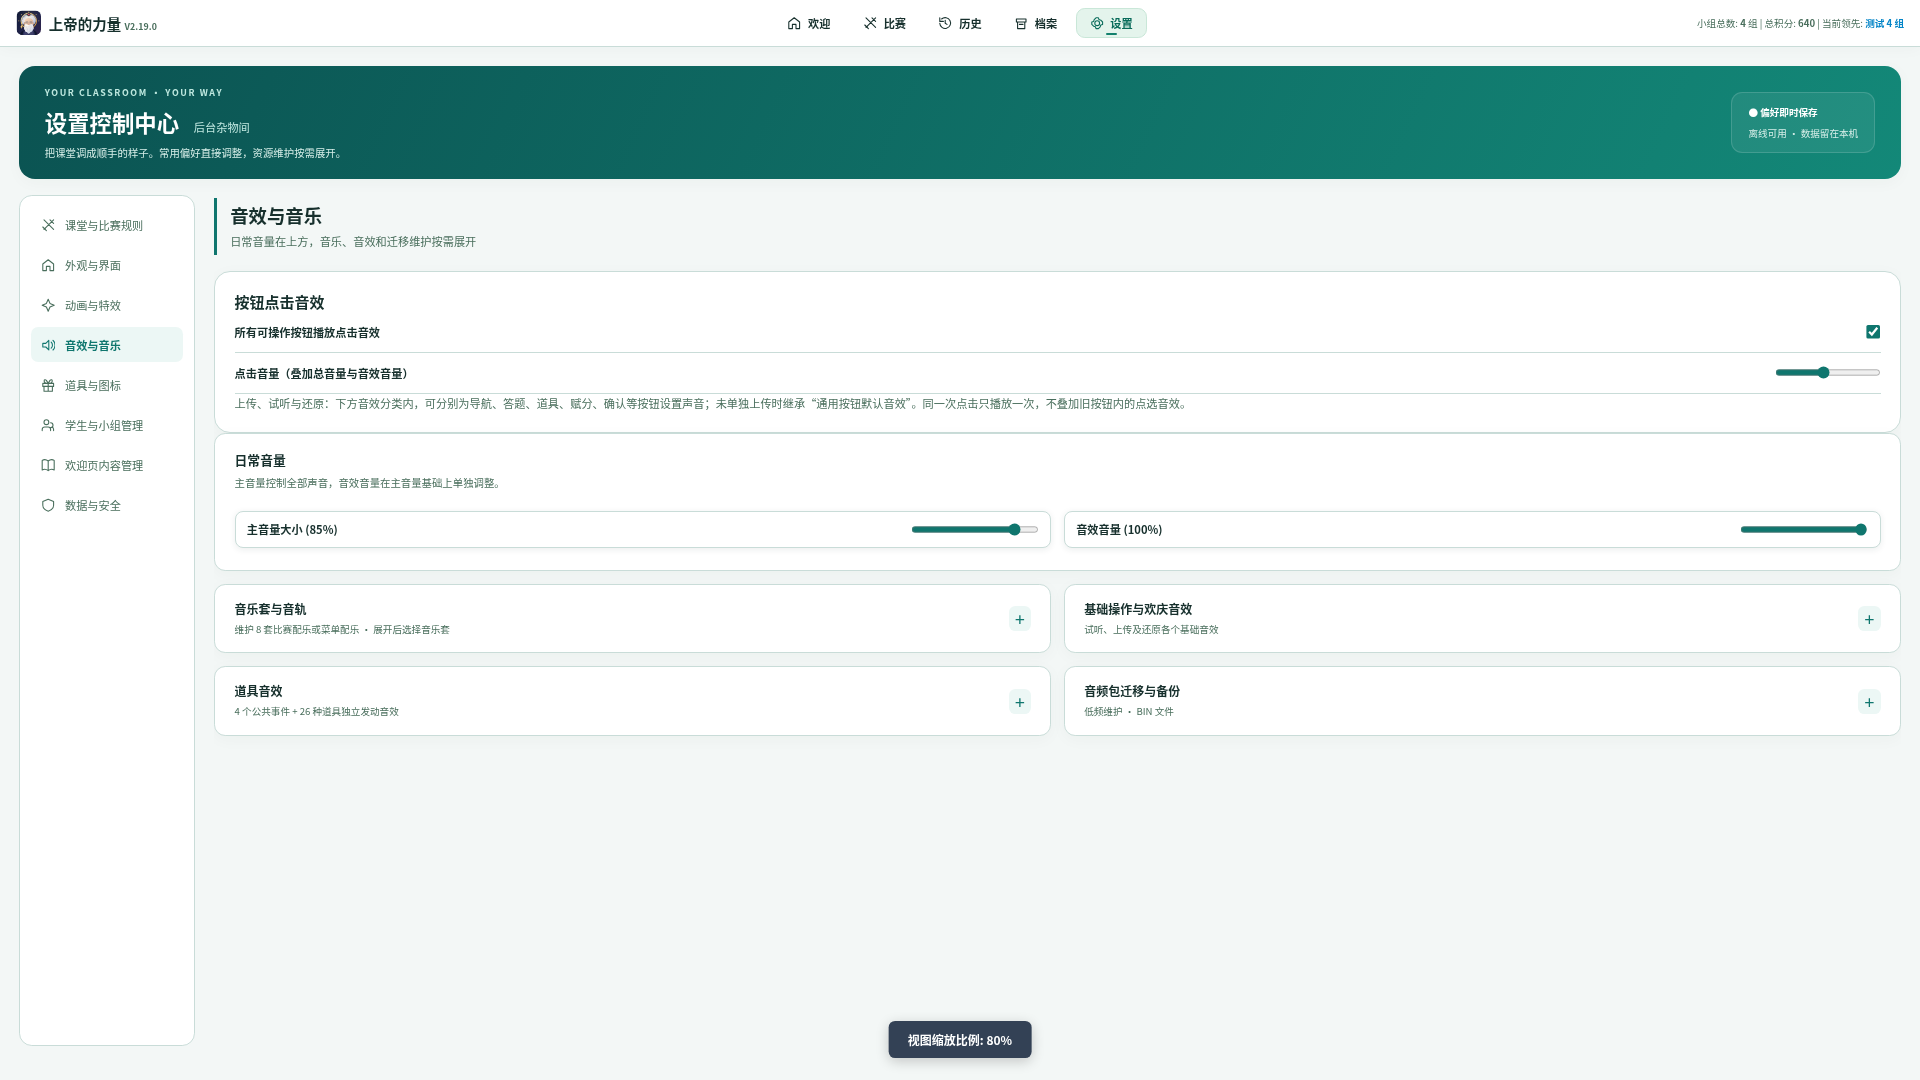 上帝的力量 V2.19.0
欢迎
比赛
历史
档案
设置
小组总数: 4 组 | 总积分: 640 | 当前领先: 测试 4 组
YOUR CLASSROOM • YOUR WAY
设置控制中心 后台杂物间
把课堂调成顺手的样子。常用偏好直接调整，资源维护按需展开。
偏好即时保存
离线可用 • 数据留在本机
课堂与比赛规则
外观与界面
动画与特效
音效与音乐
道具与图标
学生与小组管理
欢迎页内容管理
数据与安全
音效与音乐
日常音量在上方，音乐、音效和迁移维护按需展开
按钮点击音效
所有可操作按钮播放点击音效
点击音量（叠加总音量与音效音量）
上传、试听与还原：下方音效分类内，可分别为导航、答题、道具、赋分、确认等按钮设置声音；未单独上传时继承“通用按钮默认音效”。同一次点击只播放一次，不叠加旧按钮内的点选音效。
日常音量
主音量控制全部声音，音效音量在主音量基础上单独调整。
主音量大小 (85%)
音效音量 (100%)
音乐套与音轨
维护 8 套比赛配乐或菜单配乐 • 展开后选择音乐套
+
基础操作与欢庆音效
试听、上传及还原各个基础音效
+
道具音效
4 个公共事件 + 26 种道具独立发动音效
+
音频包迁移与备份
低频维护 • BIN 文件
+
视图缩放比例: 80%